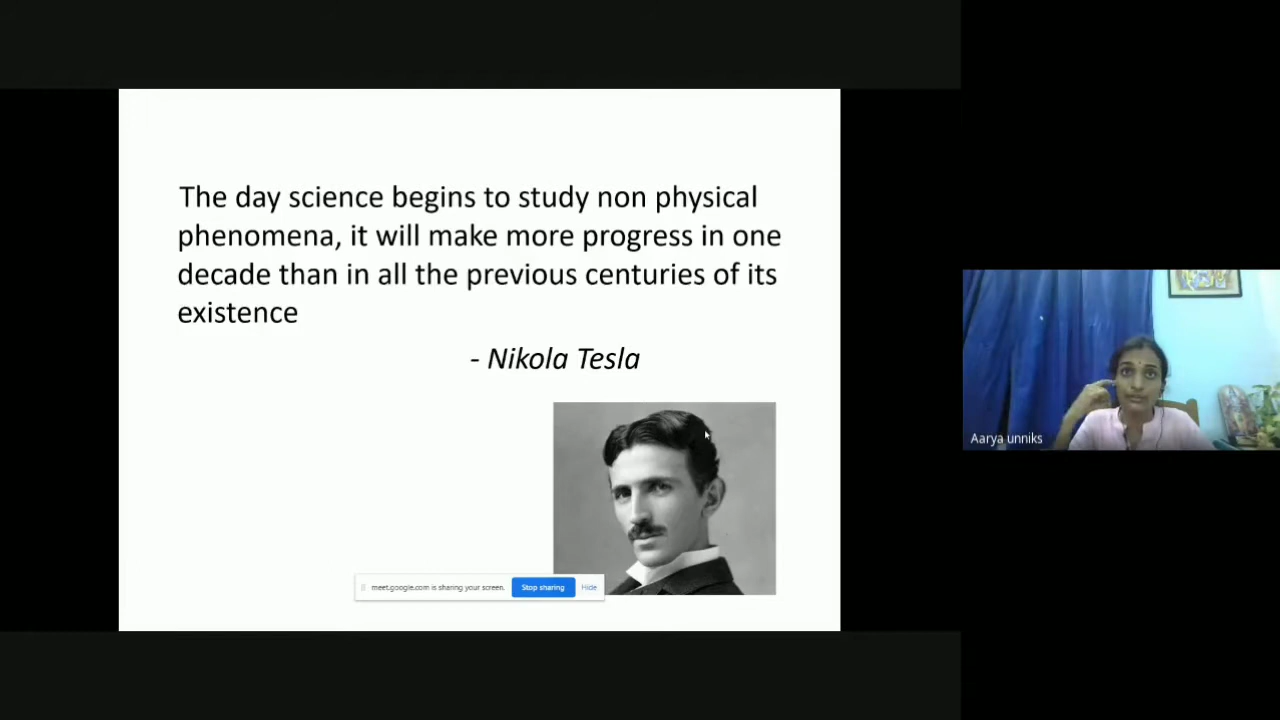 The day science begins to study non physical
phenomena, it will make more progress in one
decade than in all the previous centuries of its
existence
- Nikola Tesla
meet.google.com is sharing your screen. Stop sharing Hide
Aarya unniks